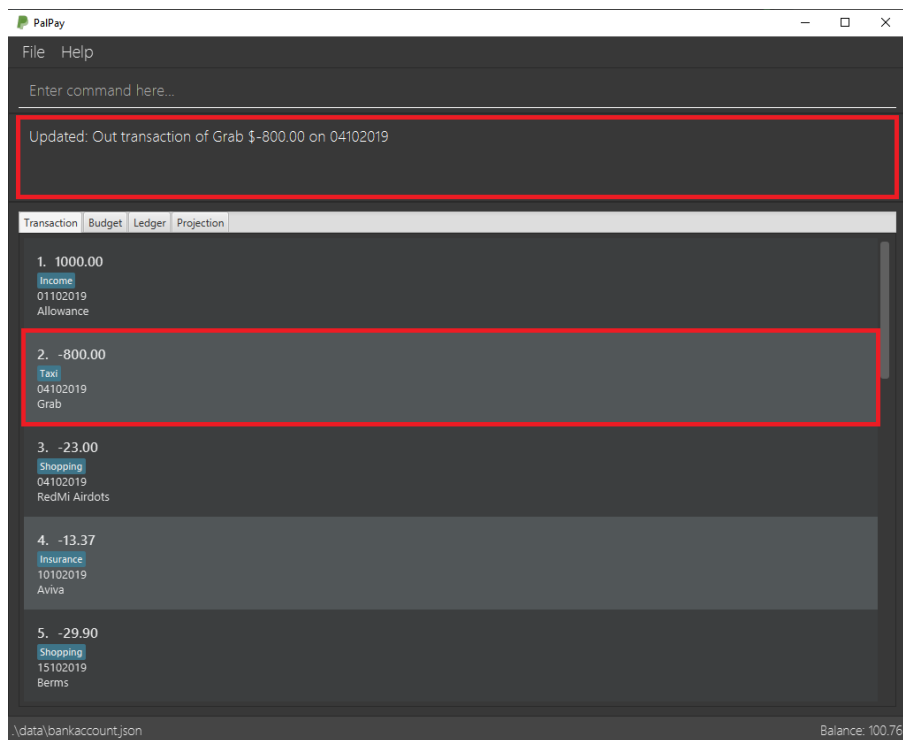 PalPay
File Help
Enter command here...
Updated: Out transaction of Grab $-800.00 on 04102019
Transaction Budget Ledger Projection
1. 1000.00
Income
01102019
Allowance
2. -800.00
Taxi
04102019
Grab
3. -23.00
Shopping
04102019
RedMi Airdots
4. -13.37
Insurance
10102019
Aviva
5. -29.90
Shopping
15102019
Berms
.\data\bankaccount.json Balance: 100.76